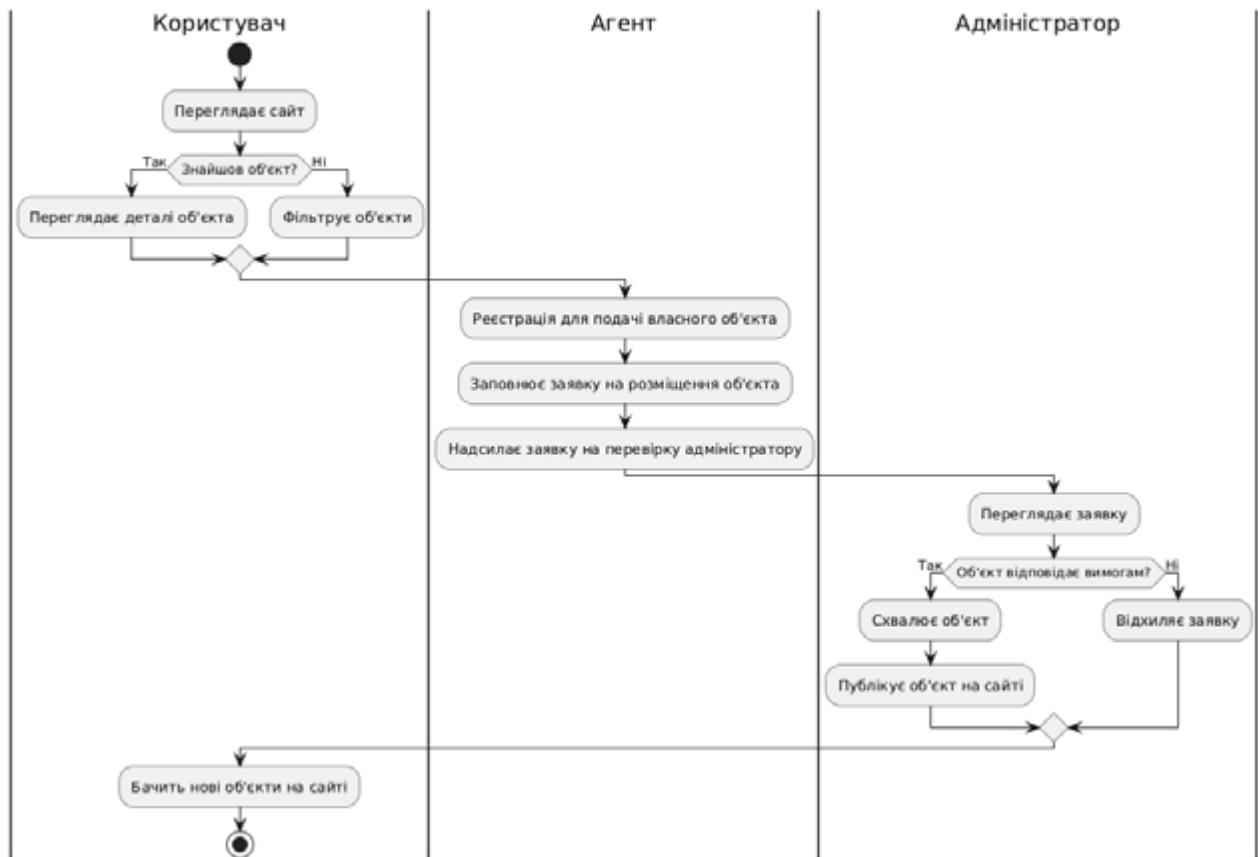 Користувач
Агент
Адміністратор
Переглядає сайт
Так
Знайшов об'єкт?
Ні
Переглядає деталі об'єкта
Фільтрує об'єкти
Реєстрація для подачі власного об'єкта
Заповнює заявку на розміщення об'єкта
Надсилає заявку на перевірку адміністратору
Переглядає заявку
Так
Об'єкт відповідає вимогам?
Ні
Схвалює об'єкт
Відхиляє заявку
Публікує об'єкт на сайті
Бачить нові об'єкти на сайті